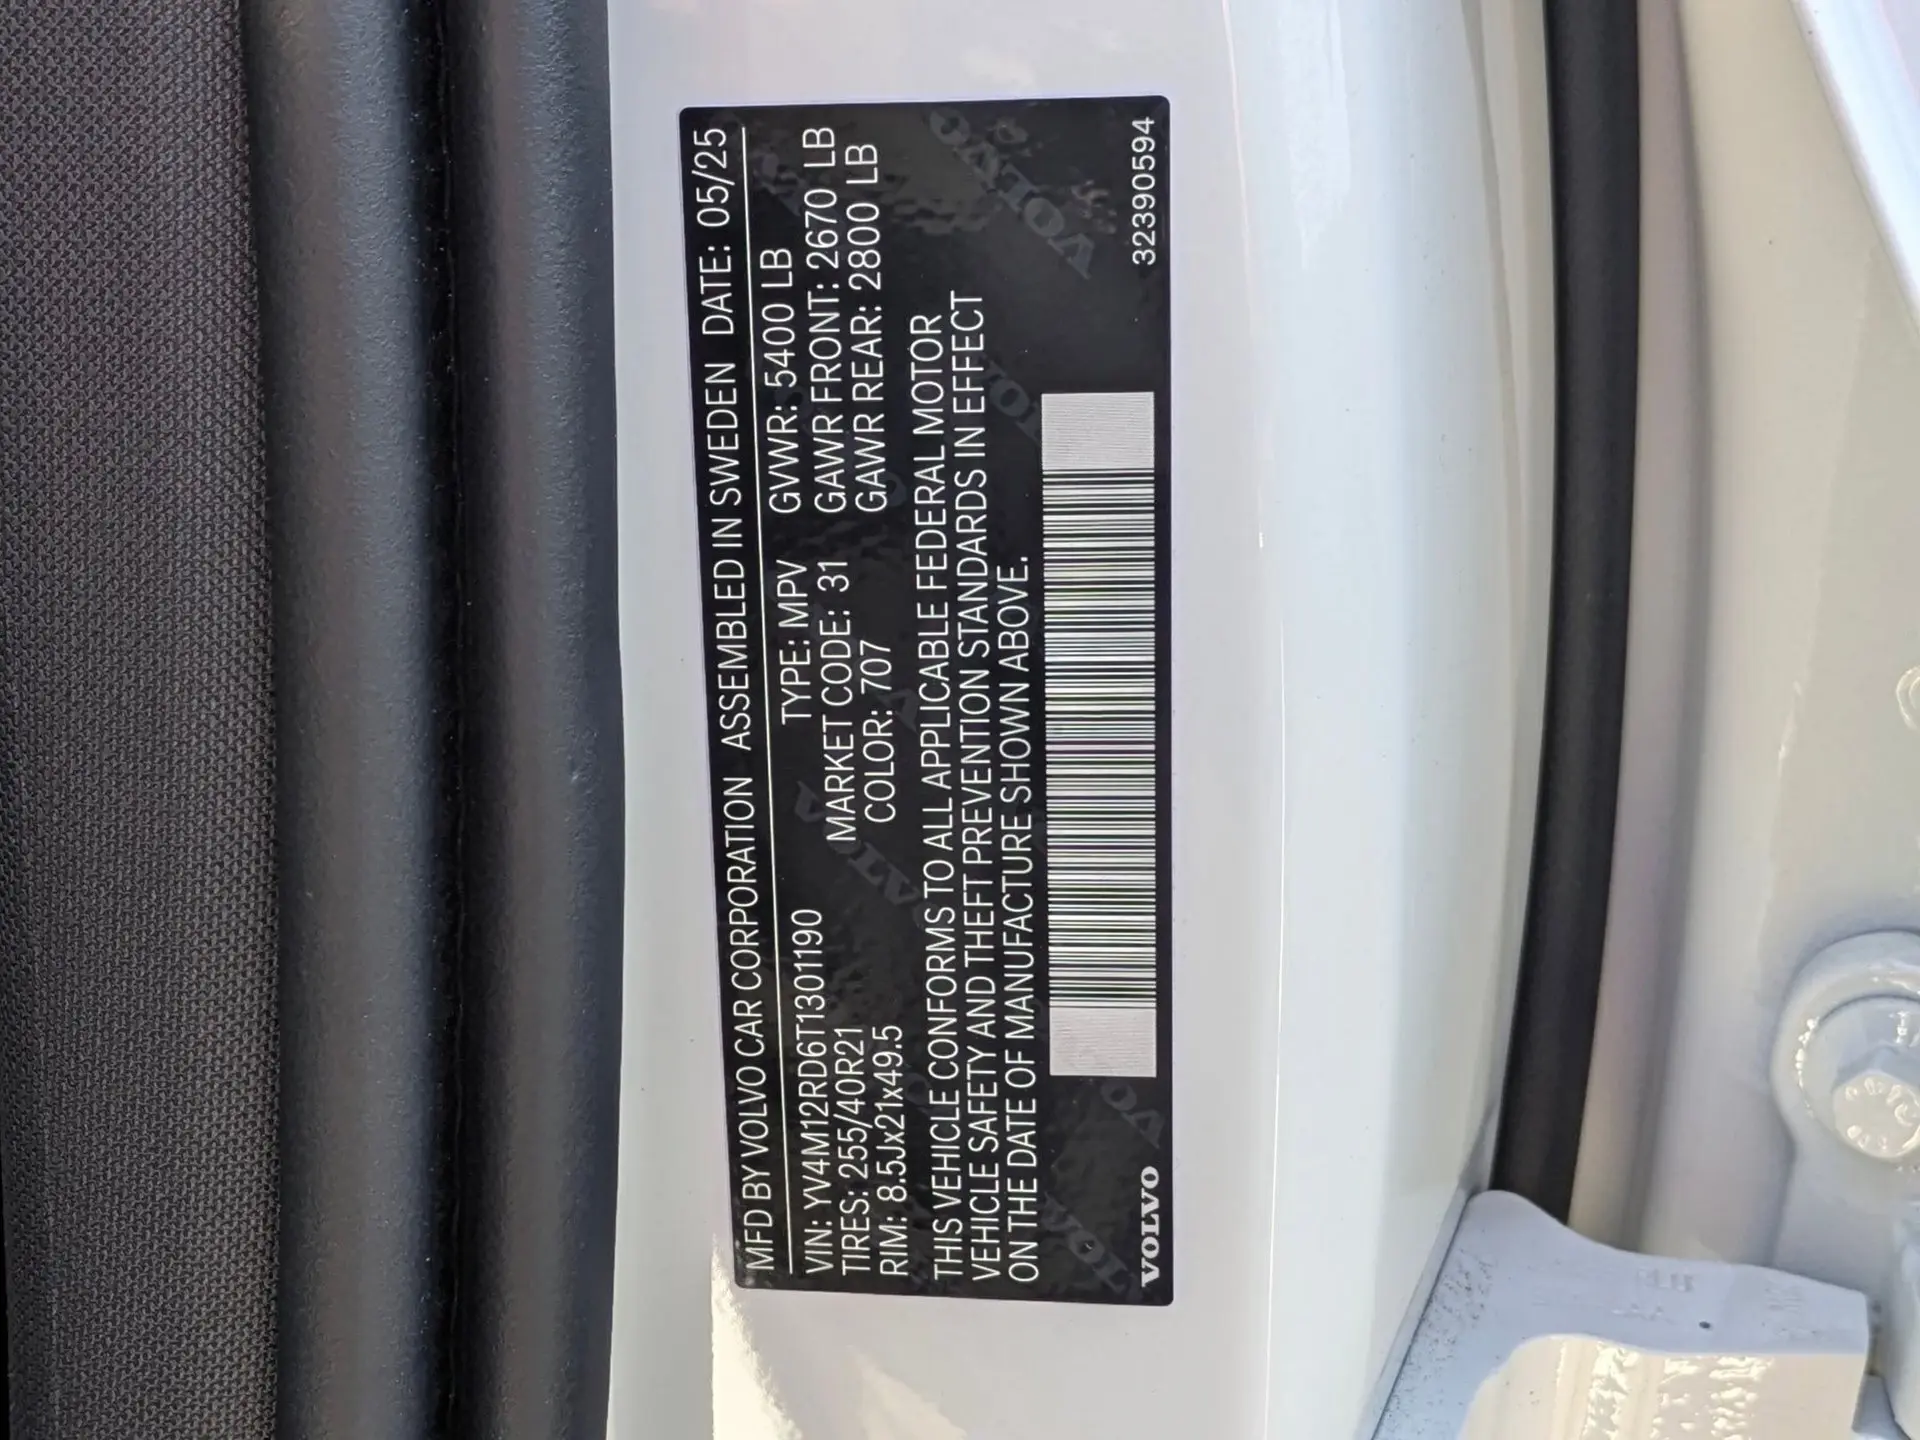 MFD BY VOLVO CAR CORPORATION ASSEMBLED IN SWEDEN DATE: 05/25
VIN: YV4M12RD6T1301190 TYPE: MPV GVWR: 5400 LB
TIRES: 255/40R21 MARKET CODE: 31 GAWR FRONT: 2670 LB
RIM: 8.5Jx21x49.5 COLOR: 707 GAWR REAR: 2800 LB
THIS VEHICLE CONFORMS TO ALL APPLICABLE FEDERAL MOTOR
VEHICLE SAFETY AND THEFT PREVENTION STANDARDS IN EFFECT
ON THE DATE OF MANUFACTURE SHOWN ABOVE.
VOLVO 32390594